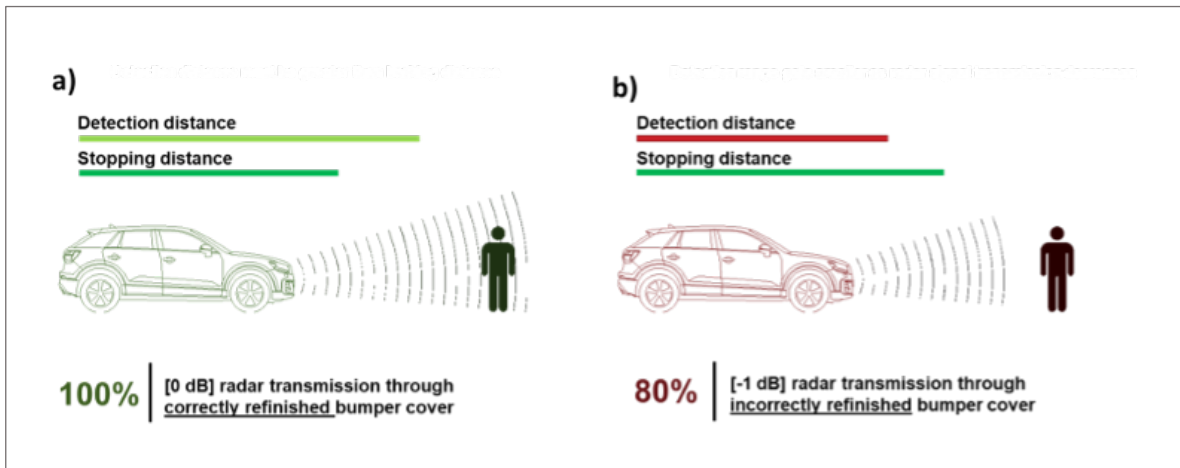 a)
Detection distance
Stopping distance
100%
[0 dB] radar transmission through
correctly refinished bumper cover
b)
Detection distance
Stopping distance
80%
[-1 dB] radar transmission through
incorrectly refinished bumper cover